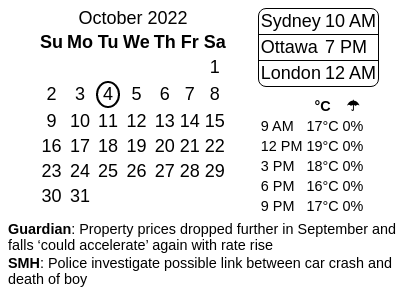 October 2022
Su Mo Tu We Th Fr Sa
1
2 3 4 5 6 7 8
9 10 11 12 13 14 15
16 17 18 19 20 21 22
23 24 25 26 27 28 29
30 31
Sydney 10 AM
Ottawa 7 PM
London 12 AM
°C ☂
9 AM 17°C 0%
12 PM 19°C 0%
3 PM 18°C 0%
6 PM 16°C 0%
9 PM 17°C 0%
Guardian: Property prices dropped further in September and
falls ‘could accelerate’ again with rate rise
SMH: Police investigate possible link between car crash and
death of boy